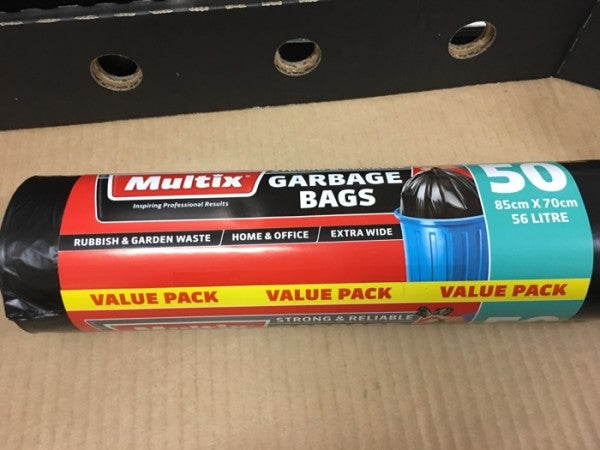 Multix
GARBAGE
BAGS
Inspiring Professional Results
50
85cm X 70cm
56 LITRE
RUBBISH & GARDEN WASTE / HOME & OFFICE / EXTRA WIDE
VALUE PACK VALUE PACK VALUE PACK
Multix
STRONG & RELIABLE